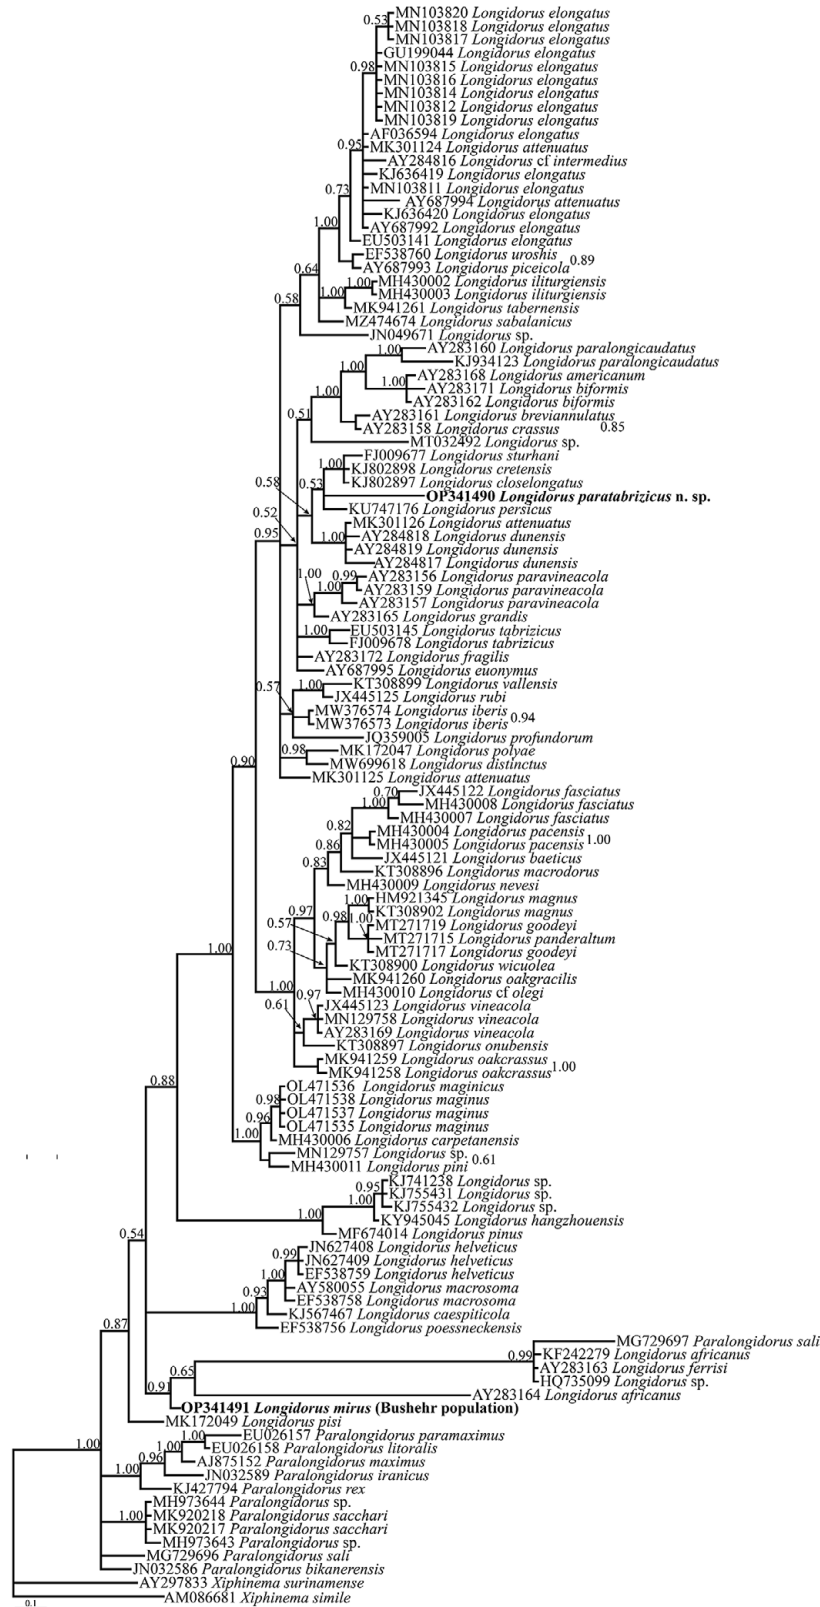 0.53
MN103820 Longidorus elongatus
MN103818 Longidorus elongatus
MN103817 Longidorus elongatus
GU199044 Longidorus elongatus
0.98
MN103815 Longidorus elongatus
MN103816 Longidorus elongatus
MN103814 Longidorus elongatus
MN103812 Longidorus elongatus
MN103819 Longidorus elongatus
AF036594 Longidorus elongatus
0.95
MK301124 Longidorus attenuatus
AY284816 Longidorus cf intermedius
KJ636419 Longidorus elongatus
0.73
MN103811 Longidorus elongatus
AY687994 Longidorus attenuatus
KJ636420 Longidorus elongatus
1.00
AY687992 Longidorus elongatus
EU503141 Longidorus elongatus
EF538760 Longidorus uroshis
0.89
AY687993 Longidorus piceicola
0.64
1.00
MH430002 Longidorus iliturgiensis
1.00
MH430003 Longidorus iliturgiensis
0.58
MK941261 Longidorus tabernensis
MZ474674 Longidorus sabalanicus
JN049671 Longidorus sp.
1.00
AY283160 Longidorus paralongicaudatus
KJ934123 Longidorus paralongicaudatus
1.00
AY283168 Longidorus americanum
1.00
AY283171 Longidorus biformis
1.00
AY283162 Longidorus biformis
0.51
AY283161 Longidorus breviannulatus
AY283158 Longidorus crassus
0.85
MT032492 Longidorus sp.
FJ009677 Longidorus sturhani
1.00
KJ802898 Longidorus cretensis
0.58
0.53
KJ802897 Longidorus closelongatus
OP341490 Longidorus paratabrizicus n. sp.
0.52
KU747176 Longidorus persicus
MK301126 Longidorus attenuatus
0.95
1.00
AY284818 Longidorus dunensis
AY284819 Longidorus dunensis
AY284817 Longidorus dunensis
1.00
0.99
AY283156 Longidorus paravineacola
1.00
AY283159 Longidorus paravineacola
AY283157 Longidorus paravineacola
AY283165 Longidorus grandis
1.00
EU503145 Longidorus tabrizicus
FJ009678 Longidorus tabrizicus
AY283172 Longidorus fragilis
AY687995 Longidorus euonymus
0.57
1.00
KT308899 Longidorus vallensis
JX445125 Longidorus rubi
MW376574 Longidorus iberis
MW376573 Longidorus iberis
0.94
JQ359005 Longidorus profundorum
0.98
MK172047 Longidorus polyae
0.90
MW699618 Longidorus distinctus
MK301125 Longidorus attenuatus
0.70
JX445122 Longidorus fasciatus
1.00
MH430008 Longidorus fasciatus
MH430007 Longidorus fasciatus
0.82
MH430004 Longidorus pacensis
0.86
MH430005 Longidorus pacensis
1.00
JX445121 Longidorus baeticus
0.83
KT308896 Longidorus macrodorus
MH430009 Longidorus nevesi
1.00
HM921345 Longidorus magnus
0.97
KT308902 Longidorus magnus
0.57
0.98
1.00
MT271719 Longidorus goodeyi
MT271715 Longidorus panderaltum
0.73
MT271717 Longidorus goodeyi
1.00
KT308900 Longidorus wicuolea
MK941260 Longidorus oakgracilis
1.00
MH430010 Longidorus cf olegi
0.61
0.97
JX445123 Longidorus vineacola
MN129758 Longidorus vineacola
AY283169 Longidorus vineacola
KT308897 Longidorus onubensis
MK941259 Longidorus oakcrassus
1.00
MK941258 Longidorus oakcrassus
0.88
OL471536 Longidorus maginicus
0.98
OL471538 Longidorus maginus
0.96
OL471537 Longidorus maginus
1.00
OL471535 Longidorus maginus
MH430006 Longidorus carpetanensis
MN129757 Longidorus sp.
0.61
MH430011 Longidorus pini
0.95
KJ741238 Longidorus sp.
KJ755431 Longidorus sp.
1.00
KJ755432 Longidorus sp.
1.00
KY945045 Longidorus hangzhouensis
MF674014 Longidorus pinus
0.54
0.99
JN627408 Longidorus helveticus
JN627409 Longidorus helveticus
1.00
EF538759 Longidorus helveticus
0.93
AY580055 Longidorus macrosoma
EF538758 Longidorus macrosoma
1.00
KJ567467 Longidorus caespiticola
0.87
EF538756 Longidorus poessneckensis
MG729697 Paralongidorus sali
0.99
KF242279 Longidorus africanus
0.65
AY283163 Longidorus ferrisi
HQ735099 Longidorus sp.
0.91
AY283164 Longidorus africanus
OP341491 Longidorus mirus (Bushehr population)
MK172049 Longidorus pisi
1.00
1.00
EU026157 Paralongidorus paramaximus
1.00
EU026158 Paralongidorus litoralis
0.96
AJ875152 Paralongidorus maximus
1.00
JN032589 Paralongidorus iranicus
KJ427794 Paralongidorus rex
MH973644 Paralongidorus sp.
1.00
MK920218 Paralongidorus sacchari
MK920217 Paralongidorus sacchari
MH973643 Paralongidorus sp.
MG729696 Paralongidorus sali
JN032586 Paralongidorus bikanerensis
AY297833 Xiphinema surinamense
AM086681 Xiphinema simile
0.1